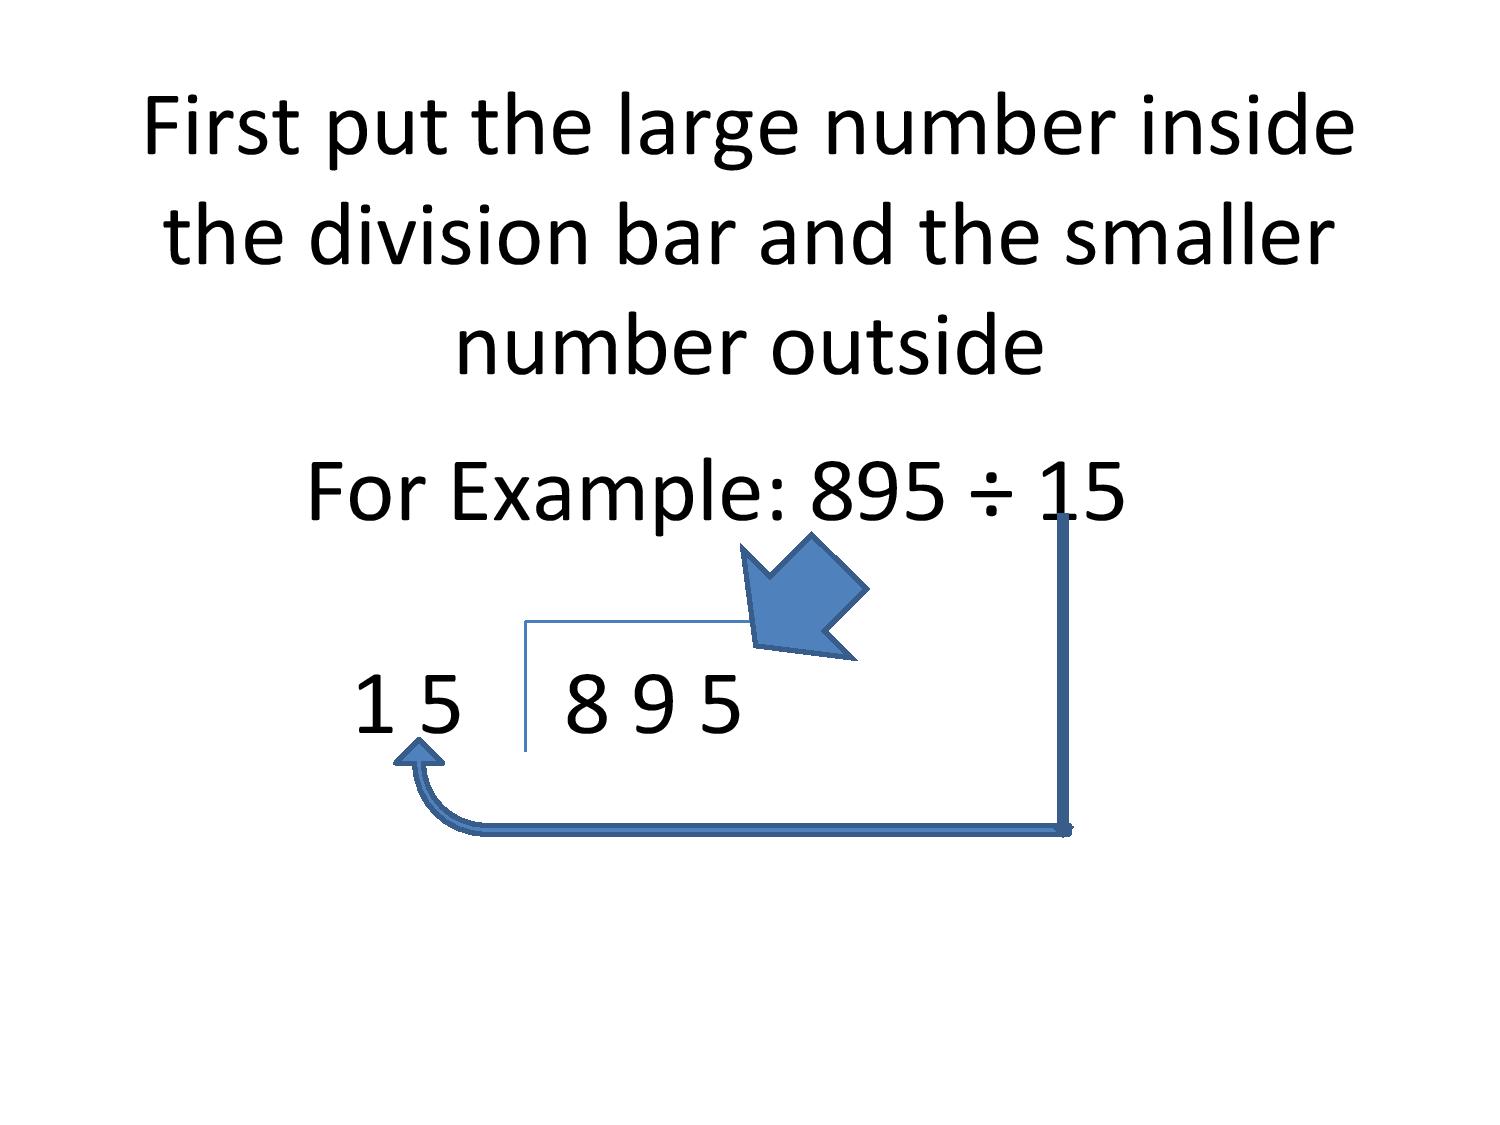 First put the large number inside
the division bar and the smaller
number outside
For Example: 895 ÷ 15
1 5 8 9 5